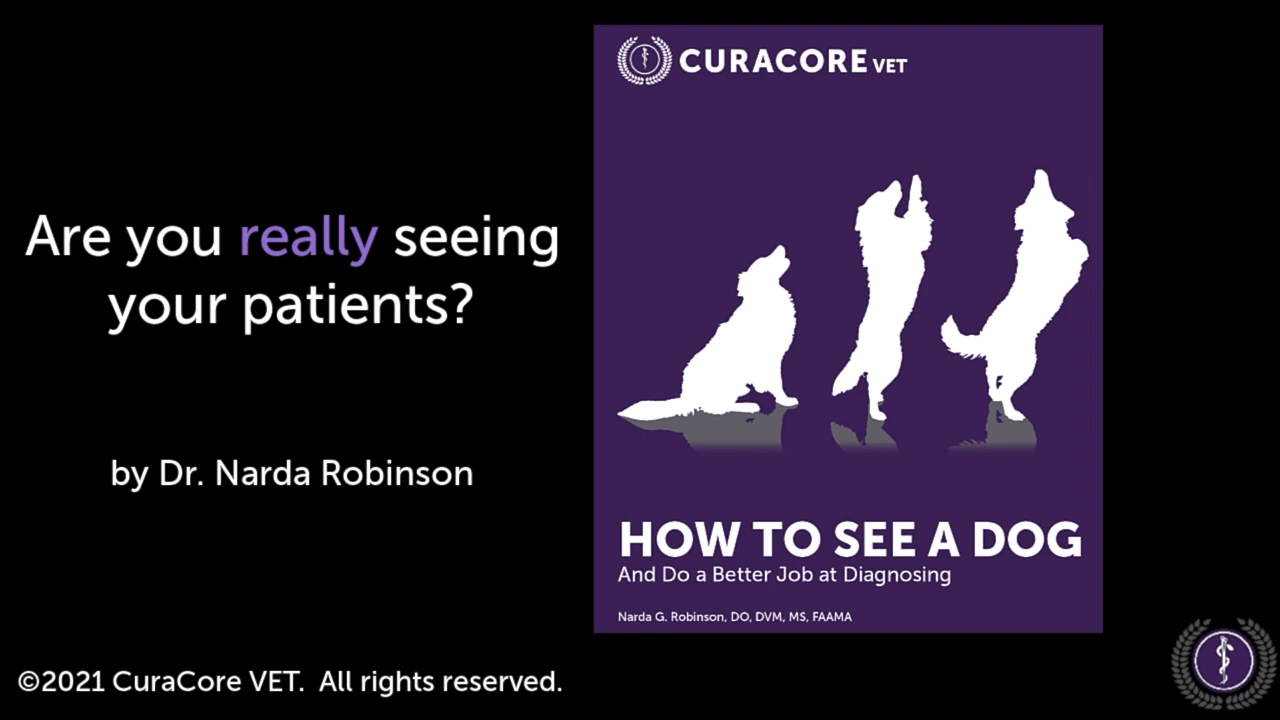 Are you really seeing
your patients?
by Dr. Narda Robinson
©2021 CuraCore VET.  All rights reserved.
CURACORE VET
HOW TO SEE A DOG
And Do a Better Job at Diagnosing
Narda G. Robinson, DO, DVM, MS, FAAMA